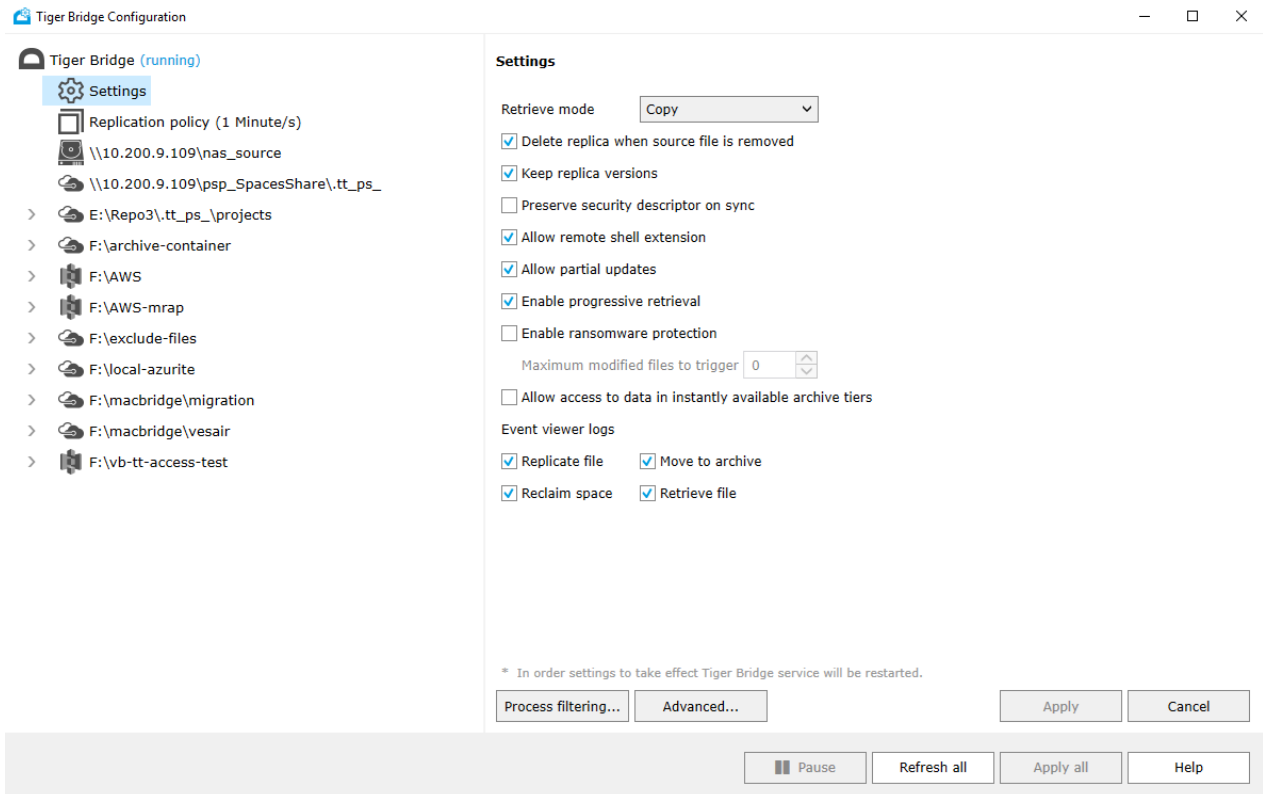 Tiger Bridge Configuration
Tiger Bridge (running)
Settings
Replication policy (1 Minute/s)
\\10.200.9.109\nas_source
\\10.200.9.109\psp_SpacesShare\.tt_ps_
E:\Repo3\.tt_ps_\projects
F:\archive-container
F:\AWS
F:\AWS-mrap
F:\exclude-files
F:\local-azurite
F:\macbridge\migration
F:\macbridge\vesair
F:\vb-tt-access-test
Settings
Retrieve mode Copy
Delete replica when source file is removed
Keep replica versions
Preserve security descriptor on sync
Allow remote shell extension
Allow partial updates
Enable progressive retrieval
Enable ransomware protection
Maximum modified files to trigger 0
Allow access to data in instantly available archive tiers
Event viewer logs
Replicate file Move to archive
Reclaim space Retrieve file
* In order settings to take effect Tiger Bridge service will be restarted.
Process filtering... Advanced... Apply Cancel
Pause Refresh all Apply all Help